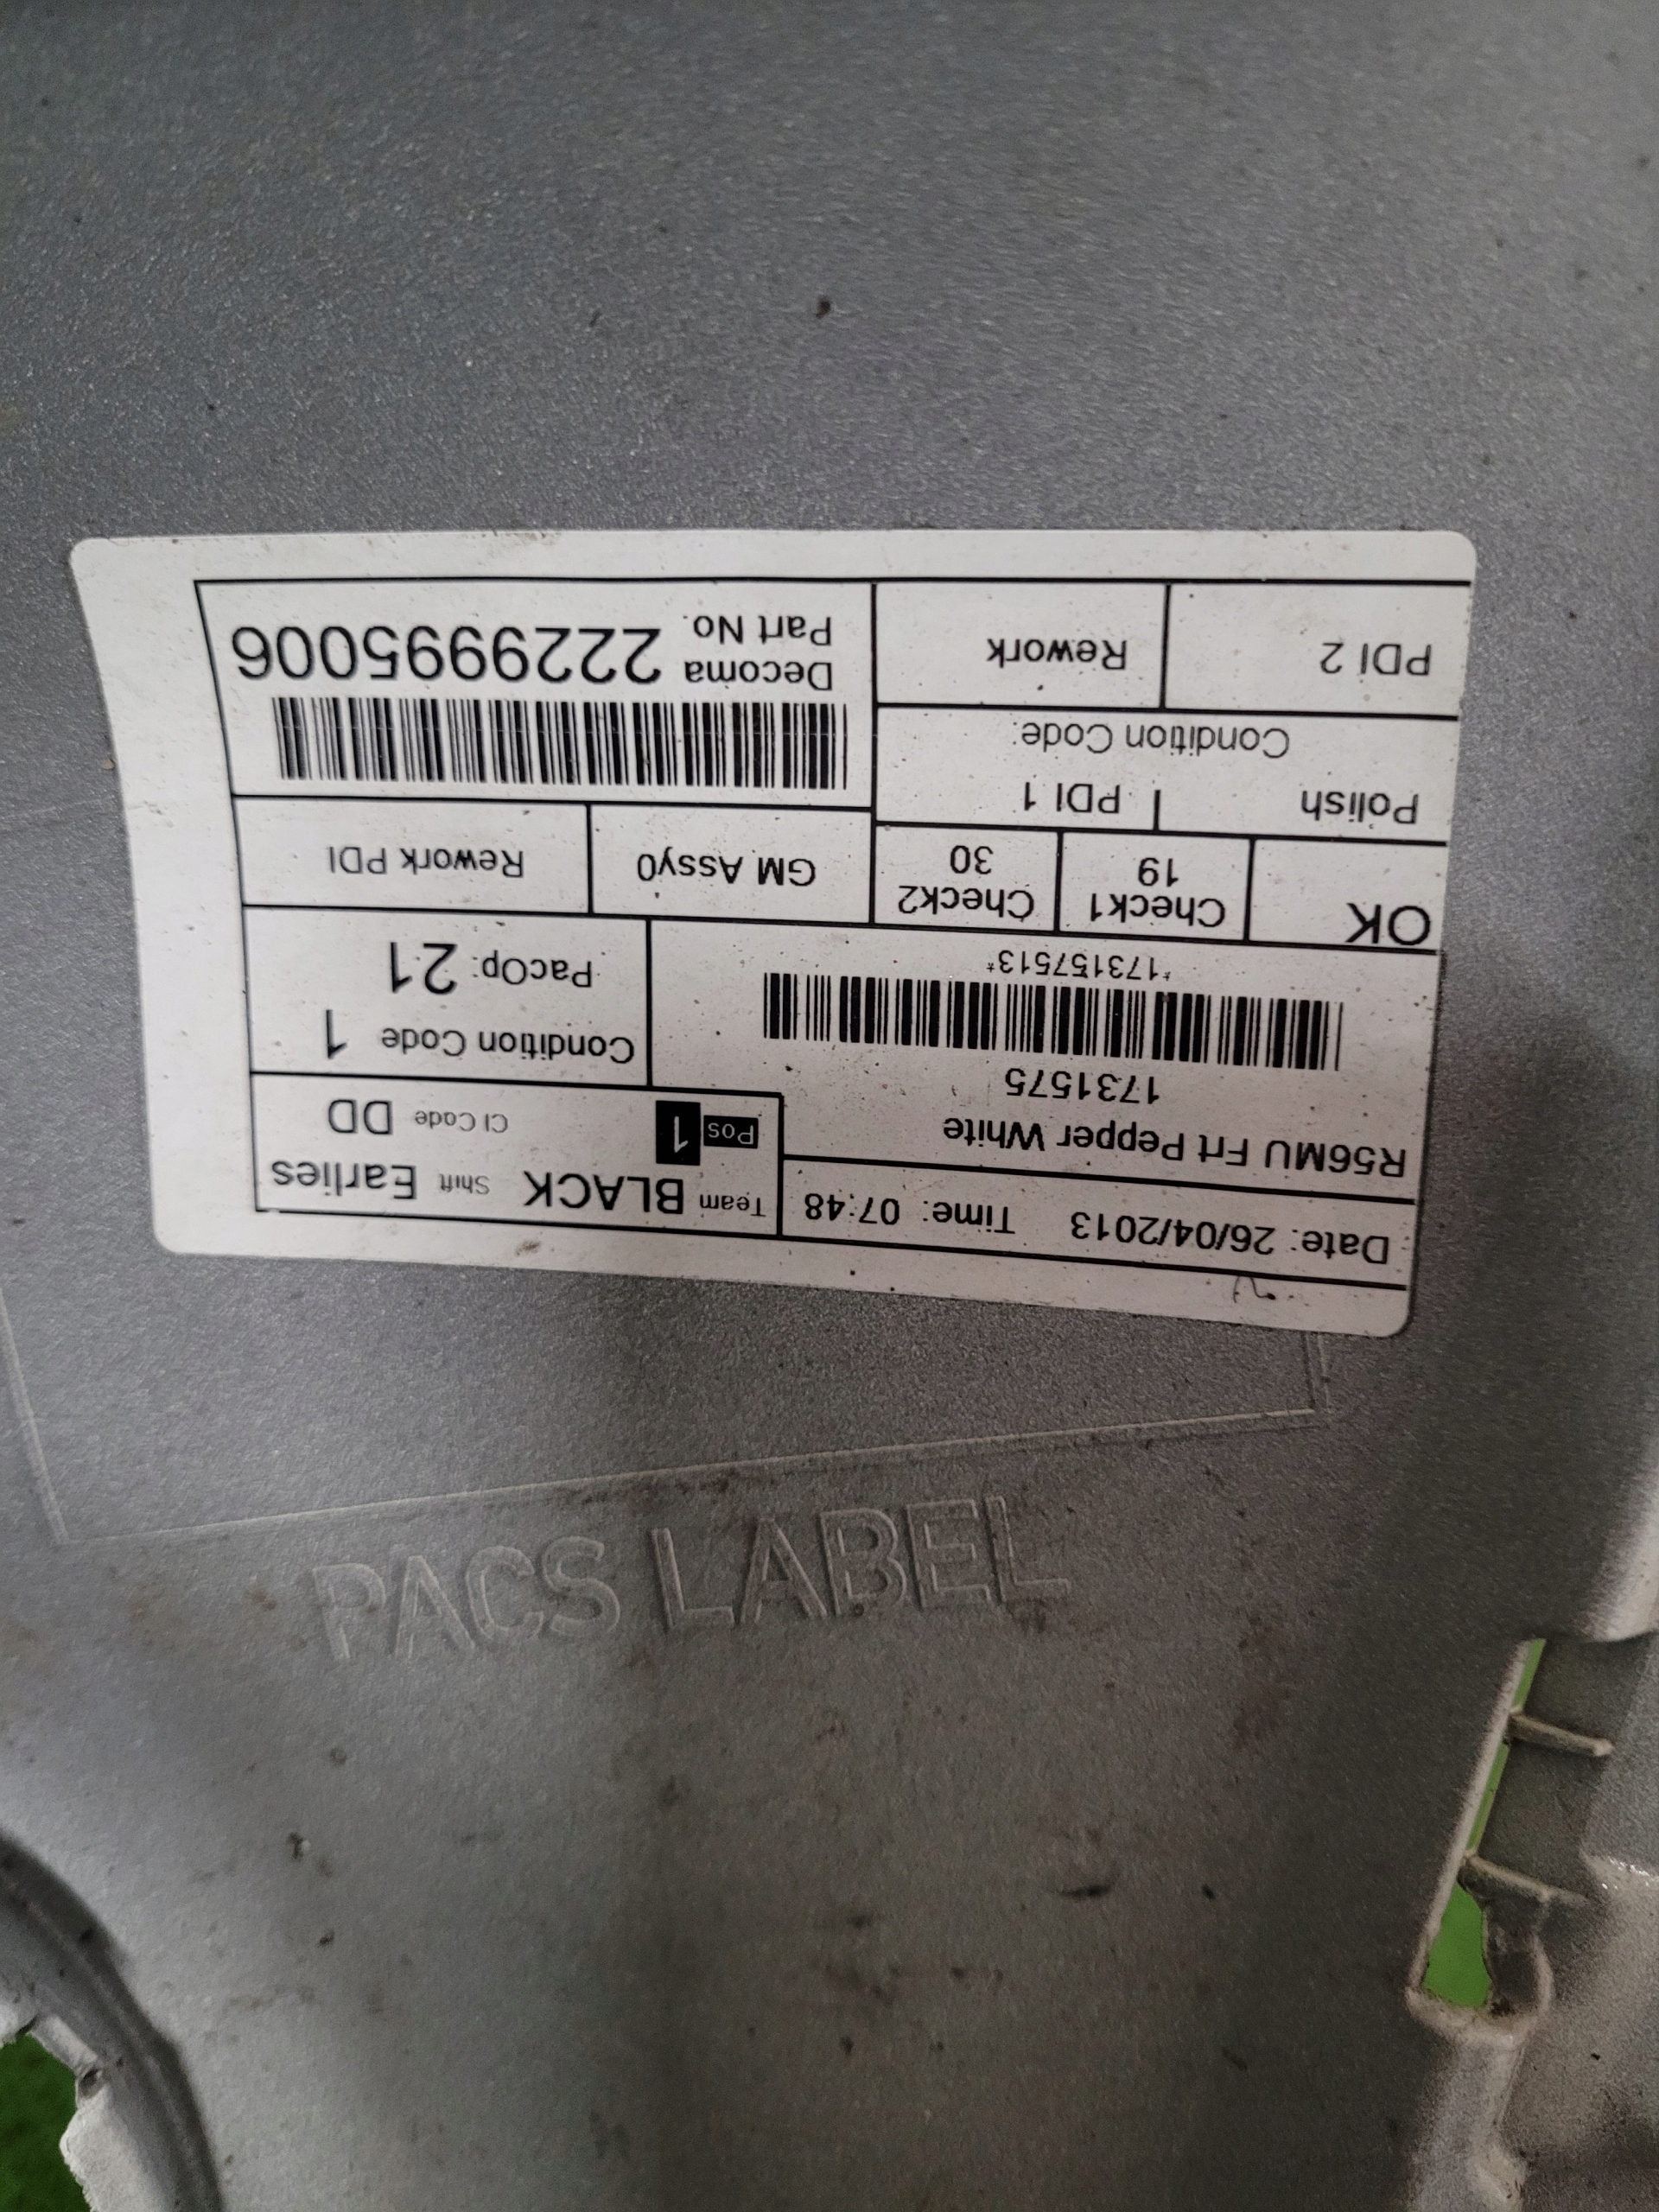 Date: 26/04/2013 Time: 07:48
Team BLACK Shift Earlies
Pos 1 CI Code DD
R56MU Frt Pepper White
1731575
*173157513*
Condition Code 1
PacOp: 21
OK
Check1
19
Check2
30
GM Assy0
Rework PDI
Polish
PDI 1
Condition Code:
PDI 2
Rework
Decoma
Part No. 2229995006
PACS LABEL